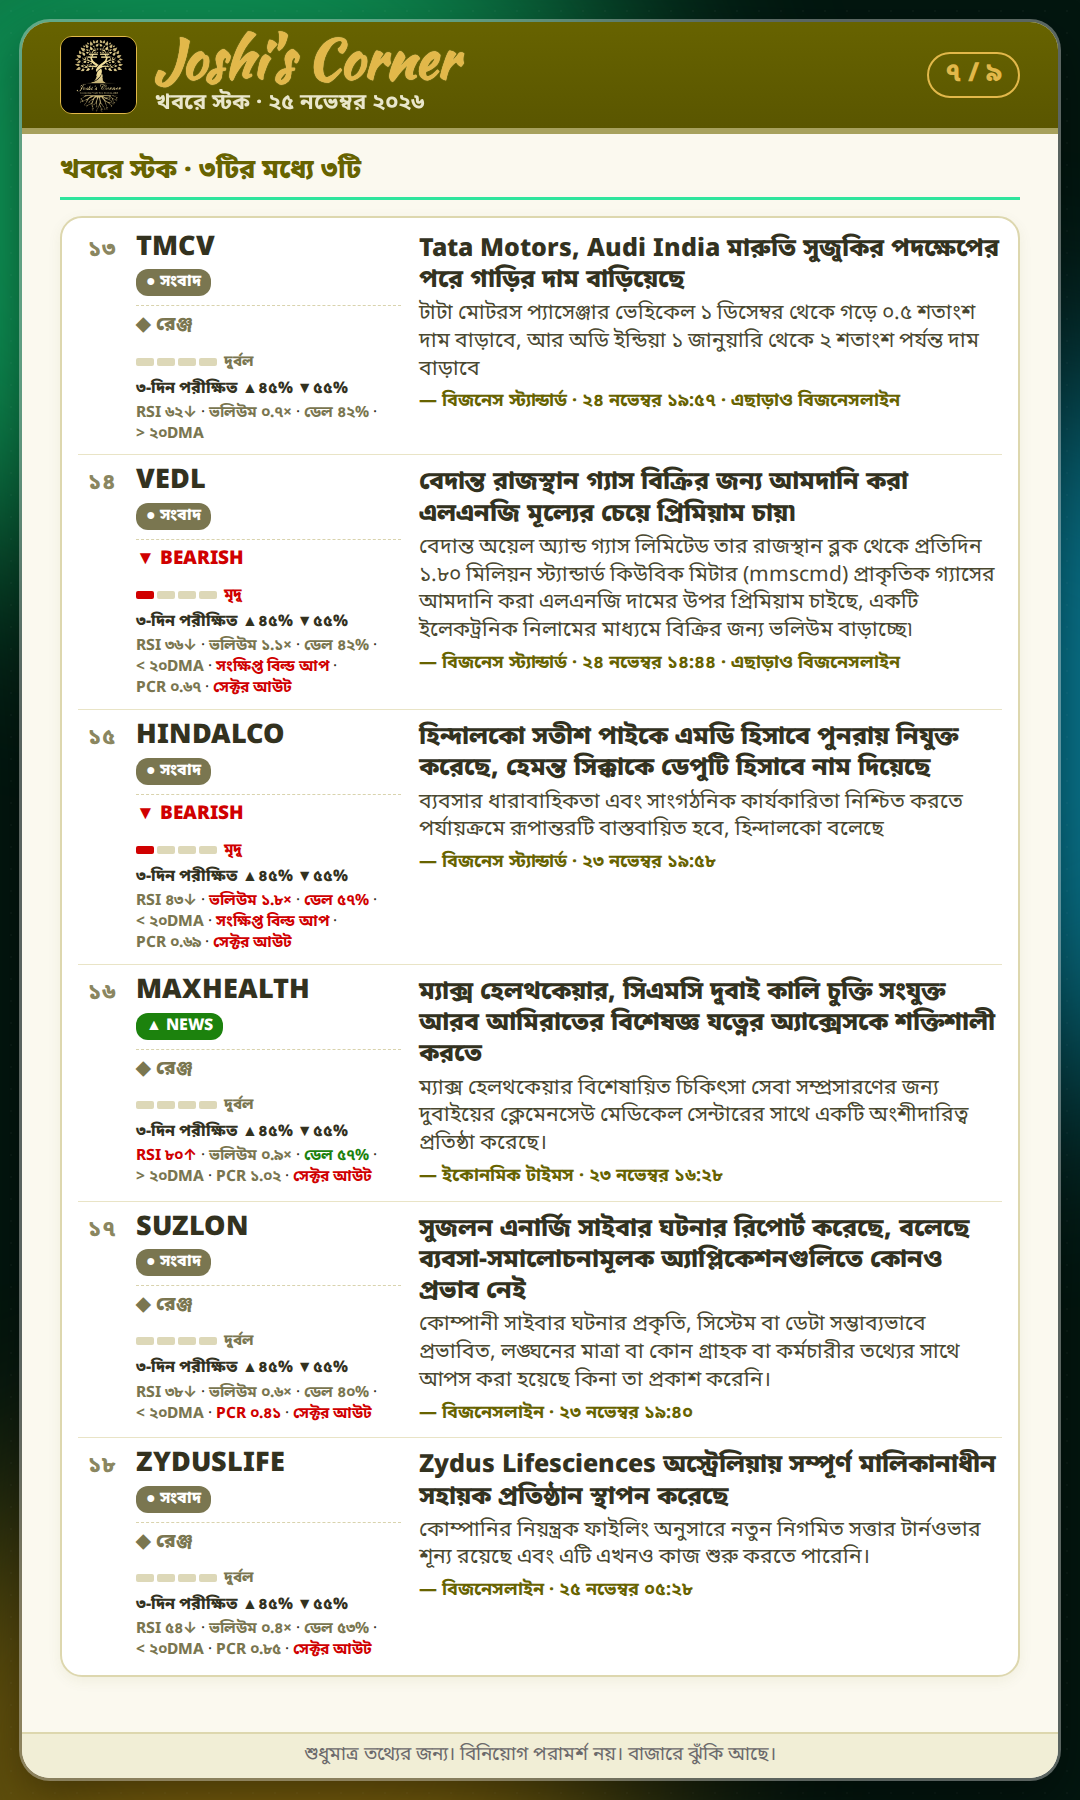 Joshi's Corner
খবরে স্টক · ২৫ নভেম্বর ২০২৬
৭ / ৯
খবরে স্টক · ৩টির মধ্যে ৩টি
১৩ TMCV
● সংবাদ
◆ রেঞ্জ
দুর্বল
৩-দিন পরীক্ষিত ▲৪৫% ▼৫৫%
RSI ৬২↓ · ভলিউম ০.৭× · ডেল ৪২% ·
> ২০DMA
Tata Motors, Audi India মারুতি সুজুকির পদক্ষেপের
পরে গাড়ির দাম বাড়িয়েছে
টাটা মোটরস প্যাসেঞ্জার ভেহিকেল ১ ডিসেম্বর থেকে গড়ে ০.৫ শতাংশ
দাম বাড়াবে, আর অডি ইন্ডিয়া ১ জানুয়ারি থেকে ২ শতাংশ পর্যন্ত দাম
বাড়াবে
— বিজনেস স্ট্যান্ডার্ড · ২৪ নভেম্বর ১৯:৫৭ · এছাড়াও বিজনেসলাইন
১৪ VEDL
● সংবাদ
▼ BEARISH
মৃদু
৩-দিন পরীক্ষিত ▲৪৫% ▼৫৫%
RSI ৩৬↓ · ভলিউম ১.১× · ডেল ৪২% ·
< ২০DMA · সংক্ষিপ্ত বিল্ড আপ ·
PCR ০.৬৭ · সেক্টর আউট
বেদান্ত রাজস্থান গ্যাস বিক্রির জন্য আমদানি করা
এলএনজি মূল্যের চেয়ে প্রিমিয়াম চায়৷
বেদান্ত অয়েল অ্যান্ড গ্যাস লিমিটেড তার রাজস্থান ব্লক থেকে প্রতিদিন
১.৮০ মিলিয়ন স্ট্যান্ডার্ড কিউবিক মিটার (mmscmd) প্রাকৃতিক গ্যাসের
আমদানি করা এলএনজি দামের উপর প্রিমিয়াম চাইছে, একটি
ইলেকট্রনিক নিলামের মাধ্যমে বিক্রির জন্য ভলিউম বাড়াচ্ছে৷
— বিজনেস স্ট্যান্ডার্ড · ২৪ নভেম্বর ১৪:৪৪ · এছাড়াও বিজনেসলাইন
১৫ HINDALCO
● সংবাদ
▼ BEARISH
মৃদু
৩-দিন পরীক্ষিত ▲৪৫% ▼৫৫%
RSI ৪৩↓ · ভলিউম ১.৮× · ডেল ৫৭% ·
< ২০DMA · সংক্ষিপ্ত বিল্ড আপ ·
PCR ০.৬৯ · সেক্টর আউট
হিন্দালকো সতীশ পাইকে এমডি হিসাবে পুনরায় নিযুক্ত
করেছে, হেমন্ত সিক্কাকে ডেপুটি হিসাবে নাম দিয়েছে
ব্যবসার ধারাবাহিকতা এবং সাংগঠনিক কার্যকারিতা নিশ্চিত করতে
পর্যায়ক্রমে রূপান্তরটি বাস্তবায়িত হবে, হিন্দালকো বলেছে
— বিজনেস স্ট্যান্ডার্ড · ২৩ নভেম্বর ১৯:৫৮
১৬ MAXHEALTH
▲ NEWS
◆ রেঞ্জ
দুর্বল
৩-দিন পরীক্ষিত ▲৪৫% ▼৫৫%
RSI ৮০↑ · ভলিউম ০.৯× · ডেল ৫৭% ·
> ২০DMA · PCR ১.০২ · সেক্টর আউট
ম্যাক্স হেলথকেয়ার, সিএমসি দুবাই কালি চুক্তি সংযুক্ত
আরব আমিরাতের বিশেষজ্ঞ যত্নের অ্যাক্সেসকে শক্তিশালী
করতে
ম্যাক্স হেলথকেয়ার বিশেষায়িত চিকিৎসা সেবা সম্প্রসারণের জন্য
দুবাইয়ের ক্লেমেনসেউ মেডিকেল সেন্টারের সাথে একটি অংশীদারিত্ব
প্রতিষ্ঠা করেছে।
— ইকোনমিক টাইমস · ২৩ নভেম্বর ১৬:২৮
১৭ SUZLON
● সংবাদ
◆ রেঞ্জ
দুর্বল
৩-দিন পরীক্ষিত ▲৪৫% ▼৫৫%
RSI ৩৮↓ · ভলিউম ০.৬× · ডেল ৪০% ·
< ২০DMA · PCR ০.৪১ · সেক্টর আউট
সুজলন এনার্জি সাইবার ঘটনার রিপোর্ট করেছে, বলেছে
ব্যবসা-সমালোচনামূলক অ্যাপ্লিকেশনগুলিতে কোনও
প্রভাব নেই
কোম্পানী সাইবার ঘটনার প্রকৃতি, সিস্টেম বা ডেটা সম্ভাব্যভাবে
প্রভাবিত, লঙ্ঘনের মাত্রা বা কোন গ্রাহক বা কর্মচারীর তথ্যের সাথে
আপস করা হয়েছে কিনা তা প্রকাশ করেনি।
— বিজনেসলাইন · ২৩ নভেম্বর ১৯:৪০
১৮ ZYDUSLIFE
● সংবাদ
◆ রেঞ্জ
দুর্বল
৩-দিন পরীক্ষিত ▲৪৫% ▼৫৫%
RSI ৫৪↓ · ভলিউম ০.৪× · ডেল ৫৩% ·
< ২০DMA · PCR ০.৮৫ · সেক্টর আউট
Zydus Lifesciences অস্ট্রেলিয়ায় সম্পূর্ণ মালিকানাধীন
সহায়ক প্রতিষ্ঠান স্থাপন করেছে
কোম্পানির নিয়ন্ত্রক ফাইলিং অনুসারে নতুন নিগমিত সত্তার টার্নওভার
শূন্য রয়েছে এবং এটি এখনও কাজ শুরু করতে পারেনি।
— বিজনেসলাইন · ২৫ নভেম্বর ০৫:২৮
শুধুমাত্র তথ্যের জন্য। বিনিয়োগ পরামর্শ নয়। বাজারে ঝুঁকি আছে।